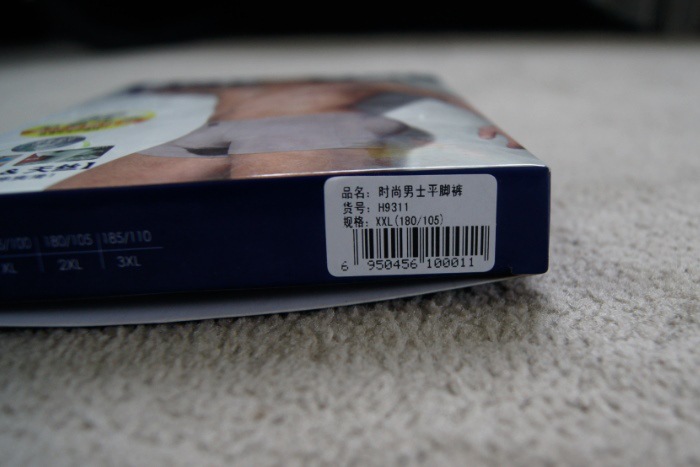 品名: 时尚男士平脚裤
货号: H9311
规格: XXL(180/105)
6 950456 100011
180/105 185/110
XL 2XL 3XL